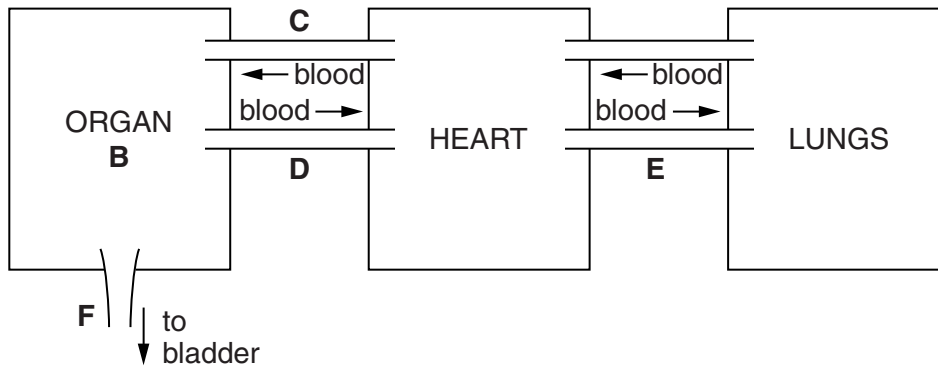 C
blood
blood
blood
blood
ORGAN
B
HEART
LUNGS
D
E
F
to
bladder